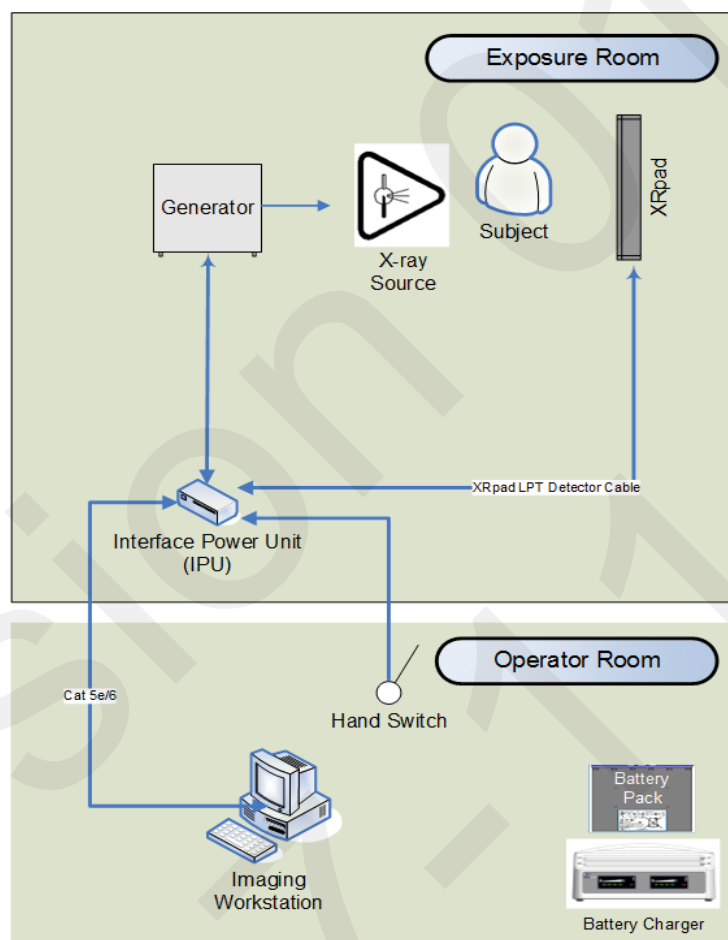 Exposure Room
Generator
X-ray
Source
Subject
XRpad
XRpad LPT Detector Cable
Interface Power Unit
(IPU)
Operator Room
Cat 5e/6
Hand Switch
Imaging
Workstation
Battery
Pack
Battery Charger